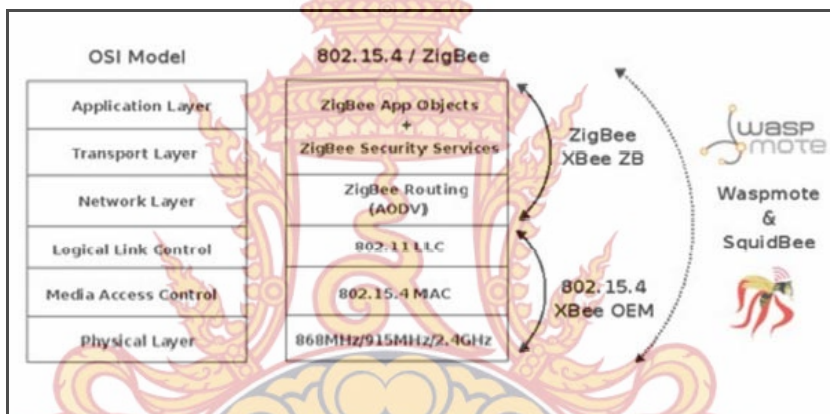 OSI Model
802.15.4 / ZigBee
Application Layer
Transport Layer
Network Layer
Logical Link Control
Media Access Control
Physical Layer
ZigBee App Objects
+
ZigBee Security Services
ZigBee Routing
(AODV)
802.11 LLC
802.15.4 MAC
868MHz/915MHz/2.4GHz
ZigBee
XBee ZB
802.15.4
XBee OEM
wasp
mote
Waspmote
&
SquidBee